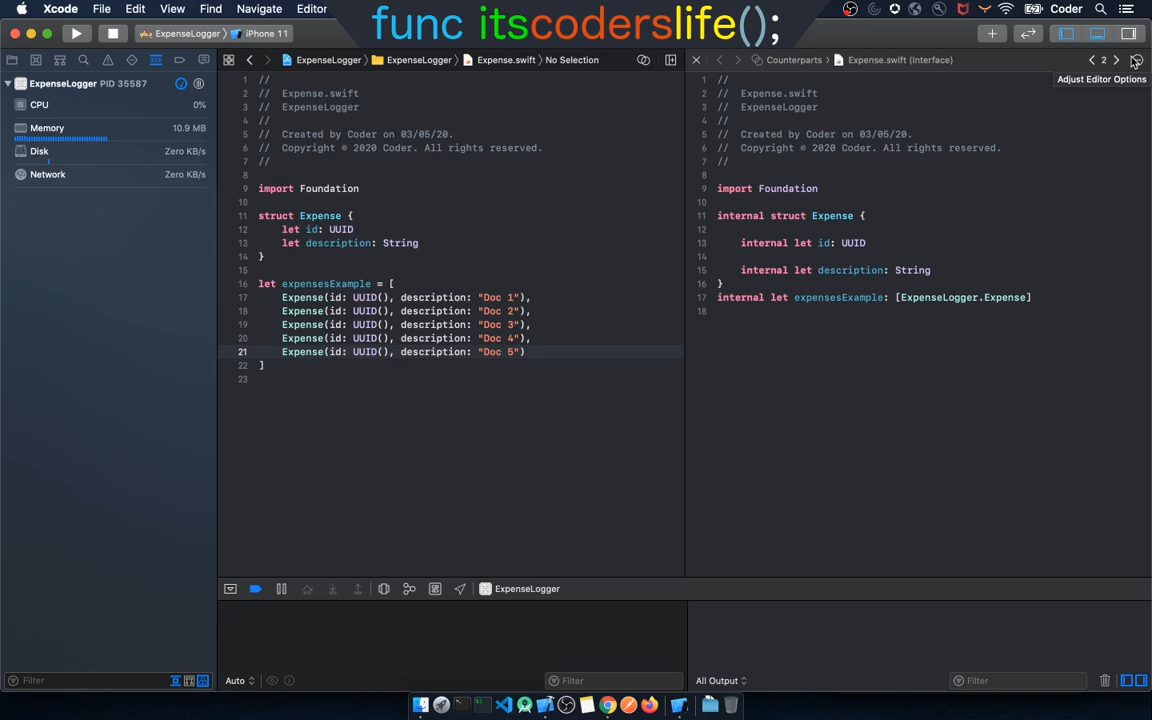 Xcode File Edit View Find Navigate Editor
func itscoderslife();
Coder
ExpenseLogger iPhone 11
ExpenseLogger PID 35587
CPU 0%
Memory 10.9 MB
Disk Zero KB/s
Network Zero KB/s
Filter
ExpenseLogger ExpenseLogger Expense.swift No Selection
1 //
2 // Expense.swift
3 // ExpenseLogger
4 //
5 // Created by Coder on 03/05/20.
6 // Copyright © 2020 Coder. All rights reserved.
7 //
8
9 import Foundation
10
11 struct Expense {
12 let id: UUID
13 let description: String
14 }
15
16 let expensesExample = [
17 Expense(id: UUID(), description: "Doc 1"),
18 Expense(id: UUID(), description: "Doc 2"),
19 Expense(id: UUID(), description: "Doc 3"),
20 Expense(id: UUID(), description: "Doc 4"),
21 Expense(id: UUID(), description: "Doc 5")
22 ]
23
Counterparts Expense.swift (Interface) 2
Adjust Editor Options
1 //
2 // Expense.swift
3 // ExpenseLogger
4 //
5 // Created by Coder on 03/05/20.
6 // Copyright © 2020 Coder. All rights reserved.
7 //
8
9 import Foundation
10
11 internal struct Expense {
12
13 internal let id: UUID
14
15 internal let description: String
16 }
17 internal let expensesExample: [ExpenseLogger.Expense]
18
ExpenseLogger
Auto Filter
All Output Filter